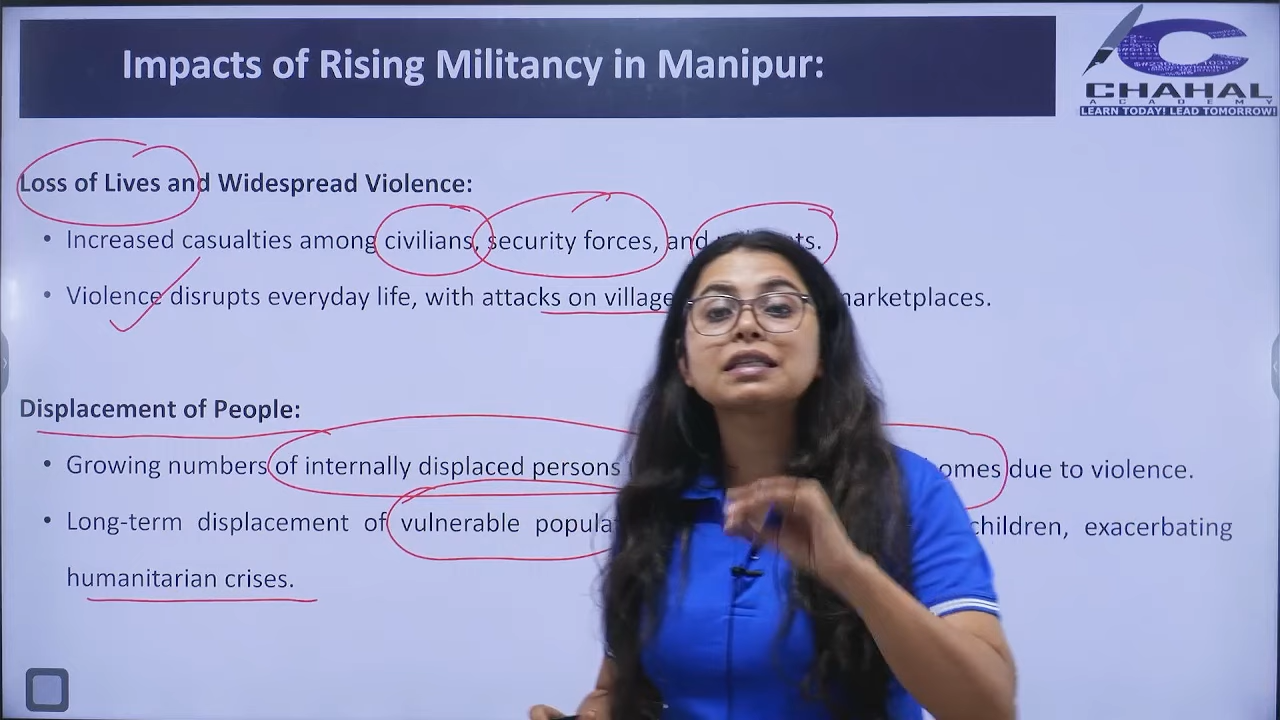 Impacts of Rising Militancy in Manipur:
CHAHAL
ACADEMY
LEARN TODAY! LEAD TOMORROW!
Loss of Lives and Widespread Violence:
• Increased casualties among civilians, security forces, and
• Violence disrupts everyday life, with attacks on village marketplaces.
Displacement of People:
• Growing numbers of internally displaced persons homes due to violence.
• Long-term displacement of vulnerable children, exacerbating
humanitarian crises.